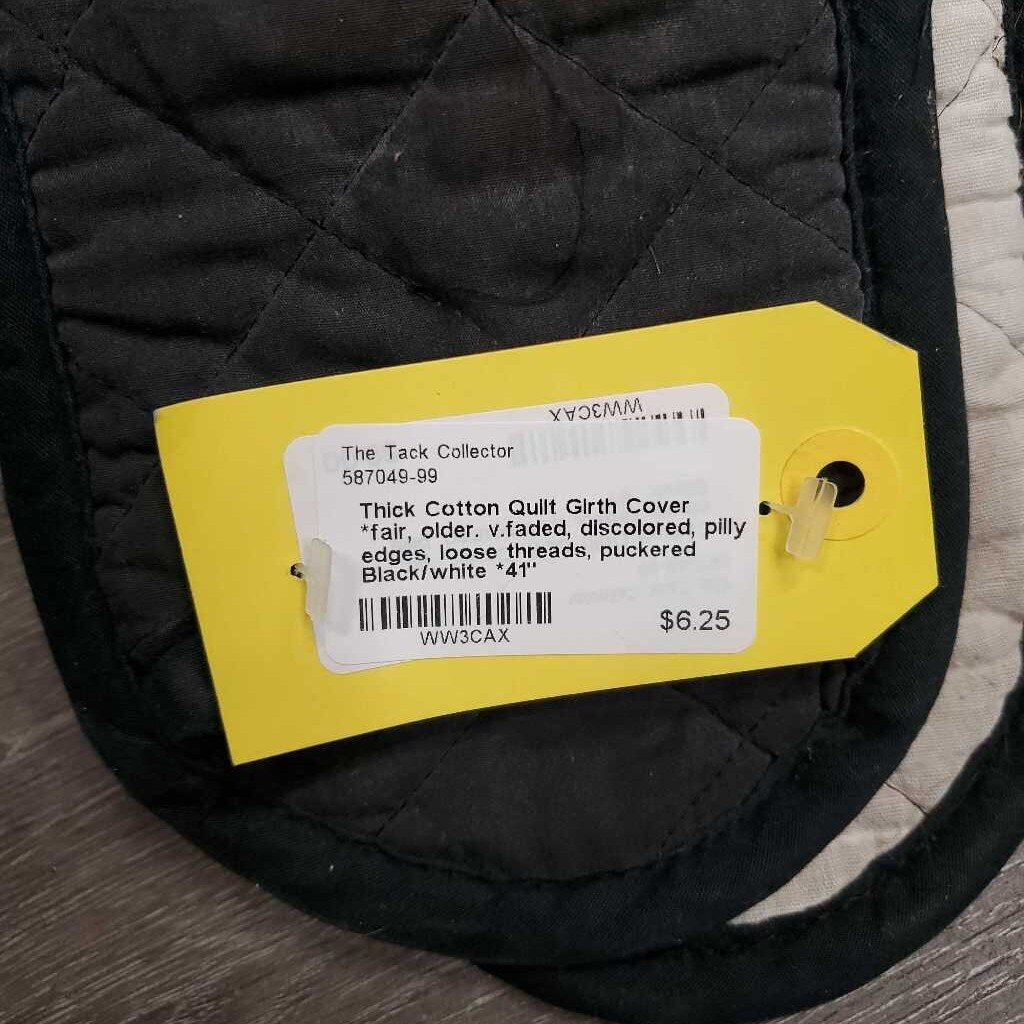 WW3CAX
The Tack Collector
587049-99
Thick Cotton Quilt Girth Cover
*fair, older. v.faded, discolored, pilly
edges, loose threads, puckered
Black/white *41"
WW3CAX
$6.25